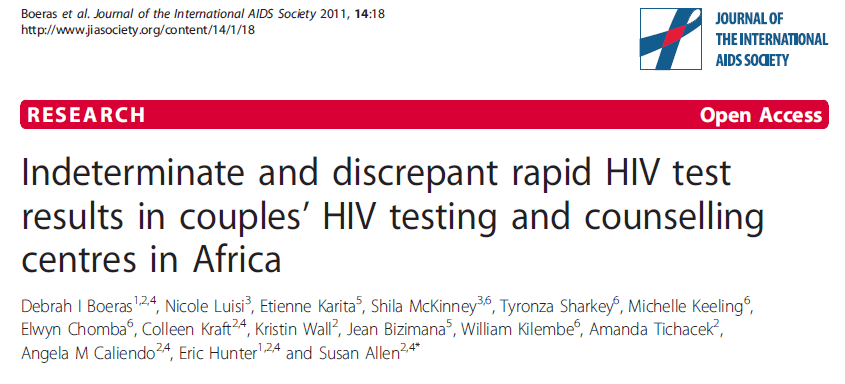 Boeras et al. Journal of the International AIDS Society 2011, 14:18
http://www.jiasociety.org/content/14/1/18
JOURNAL OF
THE INTERNATIONAL
AIDS SOCIETY
RESEARCH Open Access
Indeterminate and discrepant rapid HIV test
results in couples’ HIV testing and counselling
centres in Africa
Debrah I Boeras1,2,4, Nicole Luisi3, Etienne Karita5, Shila McKinney3,6, Tyronza Sharkey6, Michelle Keeling6,
Elwyn Chomba6, Colleen Kraft2,4, Kristin Wall2, Jean Bizimana5, William Kilembe6, Amanda Tichacek2,
Angela M Caliendo2,4, Eric Hunter1,2,4 and Susan Allen2,4*